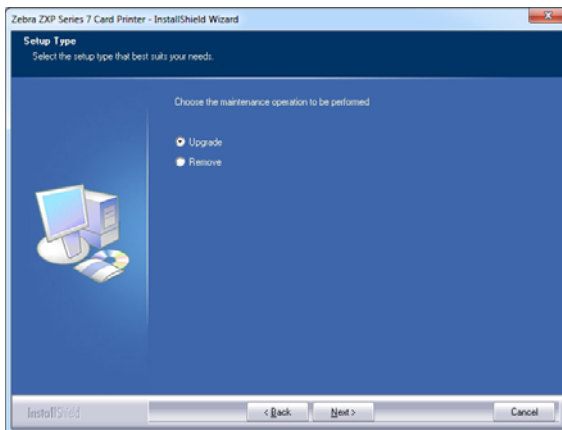 Zebra ZXP Series 7 Card Printer - InstallShield Wizard
Setup Type
Select the setup type that best suits your needs.
Choose the maintenance operation to be performed
Upgrade
Remove
InstallShield
< Back
Next >
Cancel